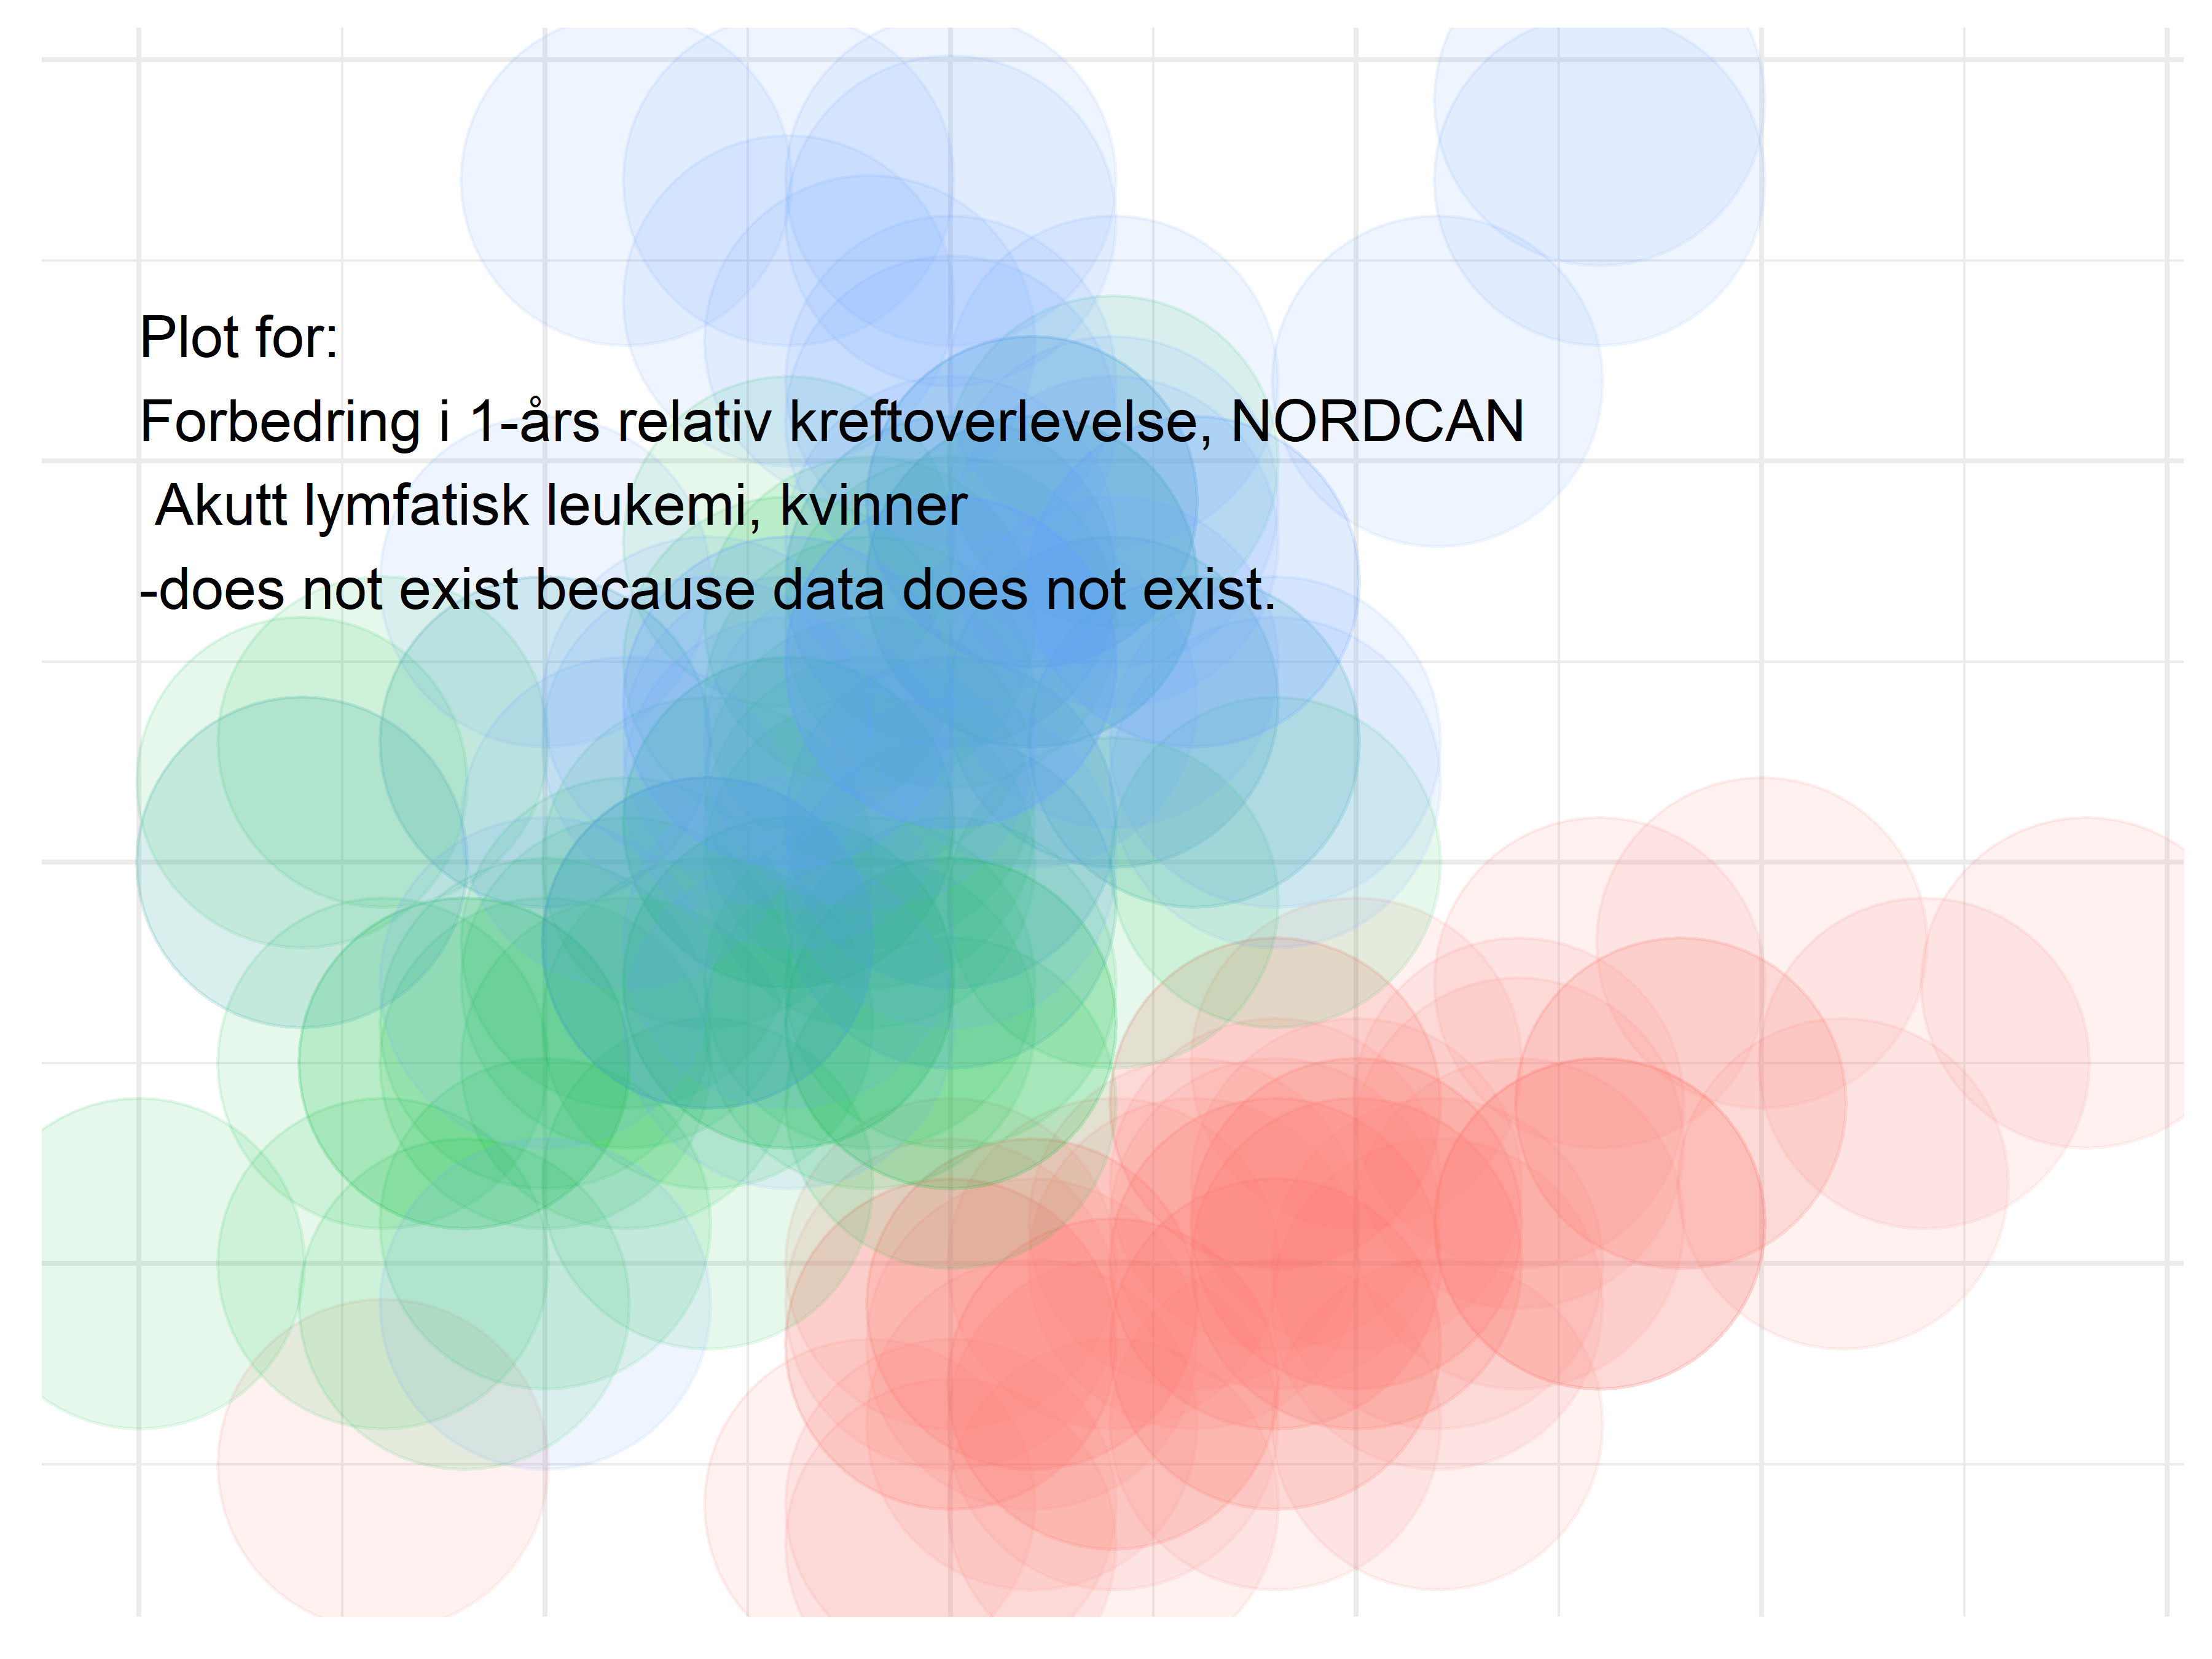 Plot for:
Forbedring i 1-års relativ kreftoverlevelse, NORDCAN
Akutt lymfatisk leukemi, kvinner
-does not exist because data does not exist.